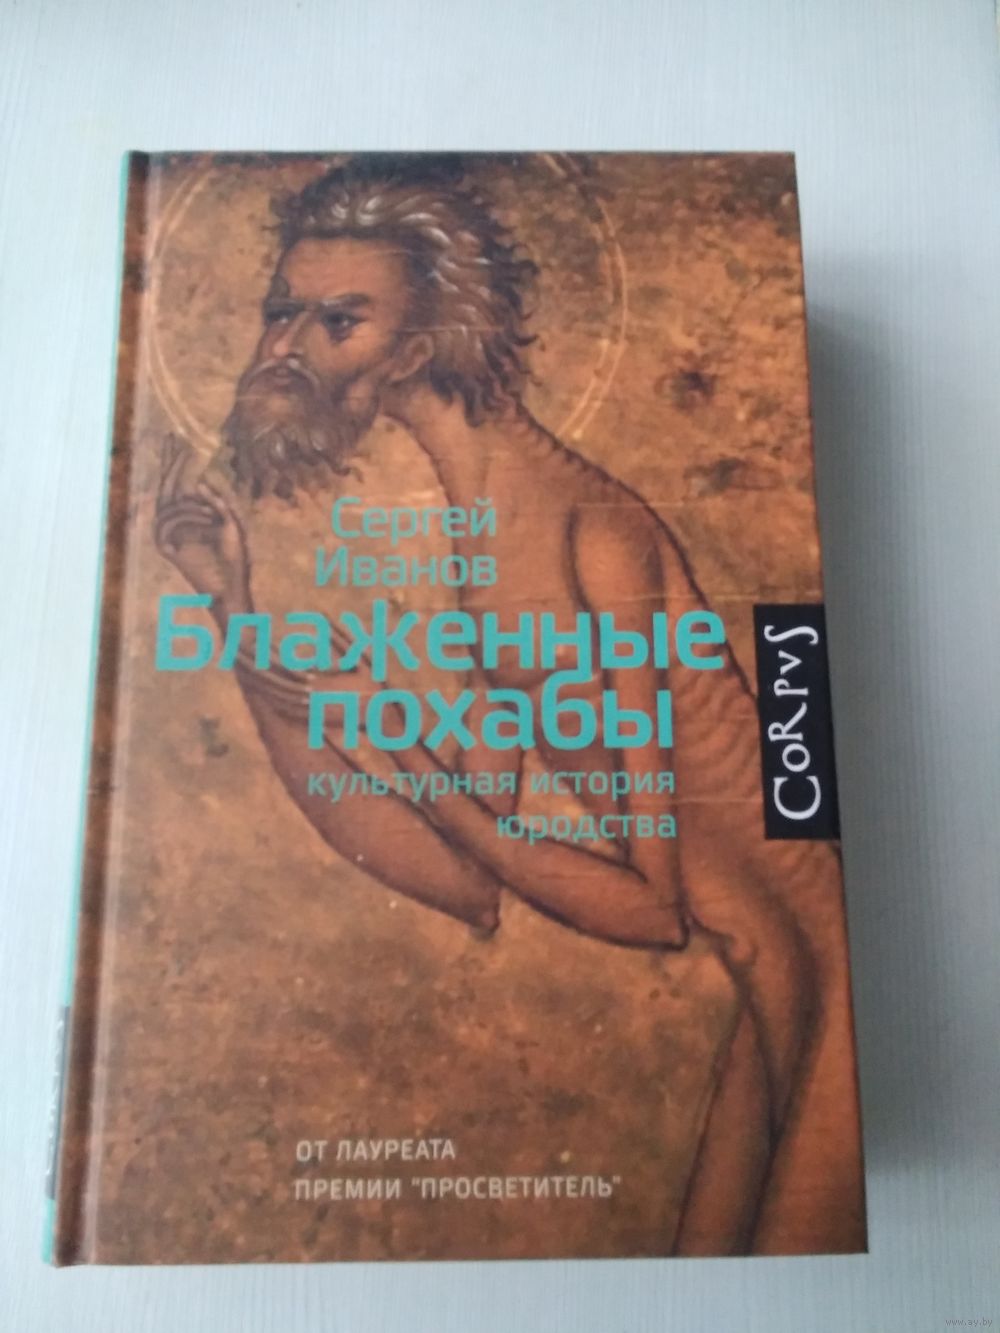 Сергей
Иванов
Блаженные
похабы
культурная история
юродства
CORPVS
ОТ ЛАУРЕАТА
ПРЕМИИ "ПРОСВЕТИТЕЛЬ"
www.ay.by